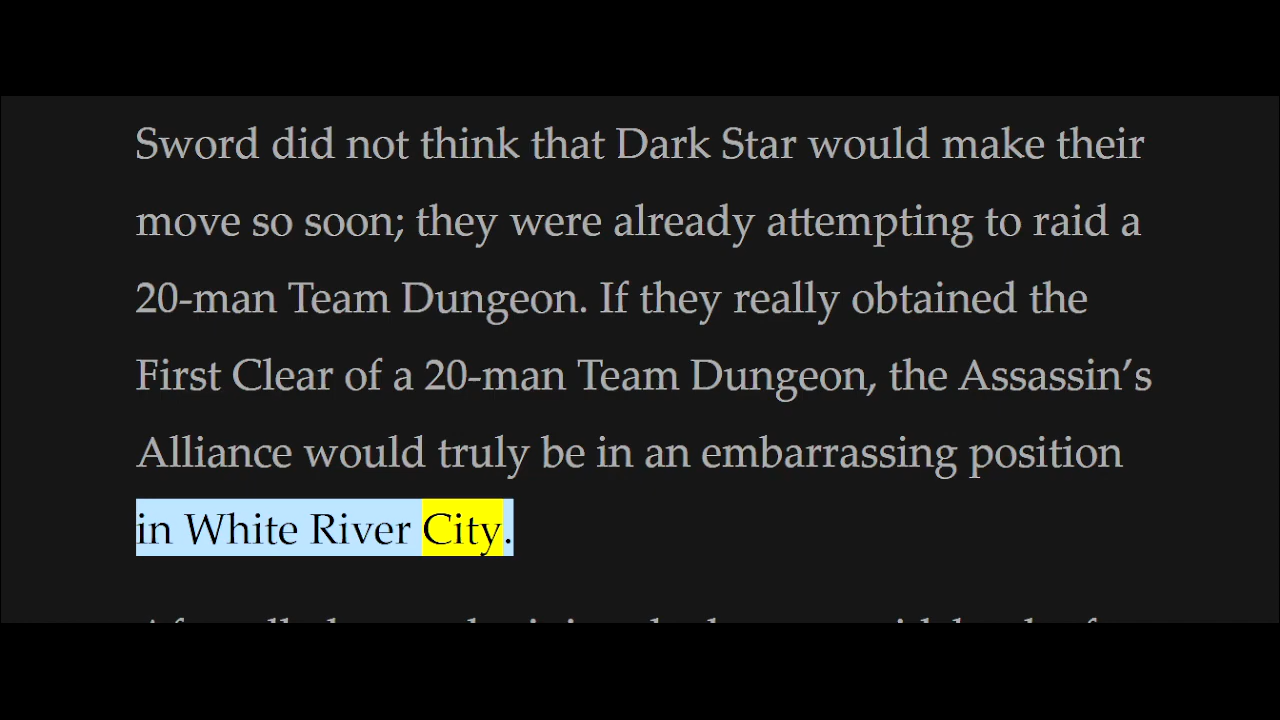 Sword did not think that Dark Star would make their
move so soon; they were already attempting to raid a
20-man Team Dungeon. If they really obtained the
First Clear of a 20-man Team Dungeon, the Assassin’s
Alliance would truly be in an embarrassing position
in White River City.